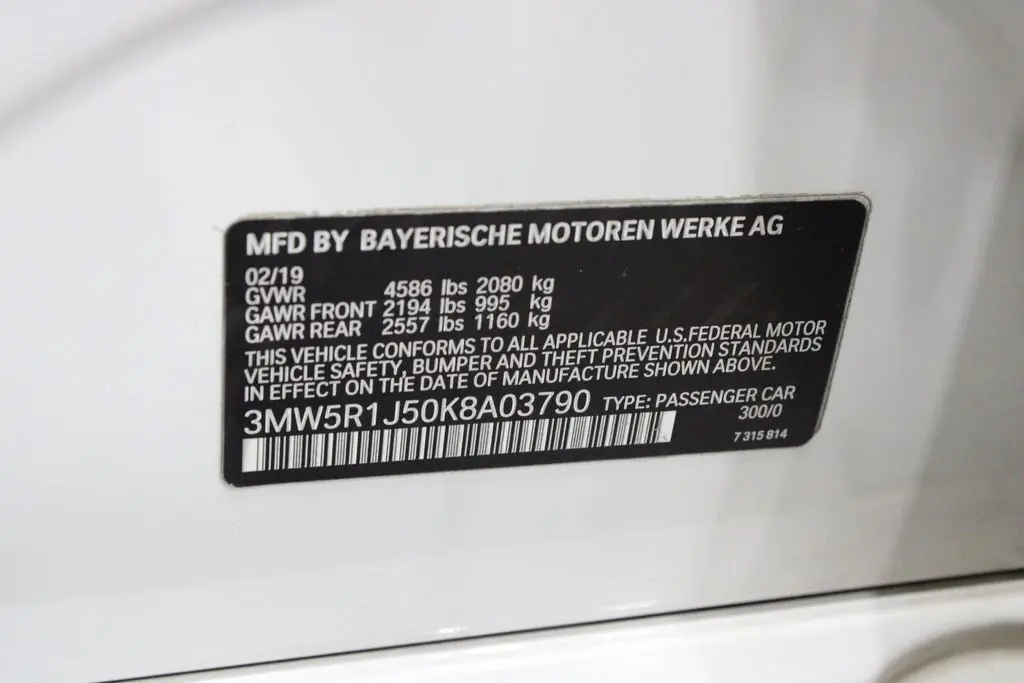 MFD BY BAYERISCHE MOTOREN WERKE AG
02/19
GVWR 4586 lbs 2080 kg
GAWR FRONT 2194 lbs 995 kg
GAWR REAR 2557 lbs 1160 kg
THIS VEHICLE CONFORMS TO ALL APPLICABLE U.S.FEDERAL MOTOR
VEHICLE SAFETY, BUMPER AND THEFT PREVENTION STANDARDS
IN EFFECT ON THE DATE OF MANUFACTURE SHOWN ABOVE.
3MW5R1J50K8A03790 TYPE: PASSENGER CAR
300/0
7 315 814